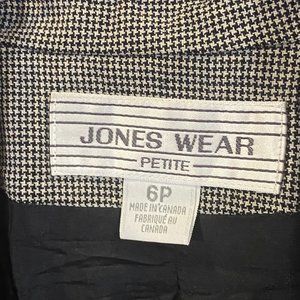 JONES WEAR
PETITE
6P
MADE IN CANADA
FABRIQUÉ AU
CANADA